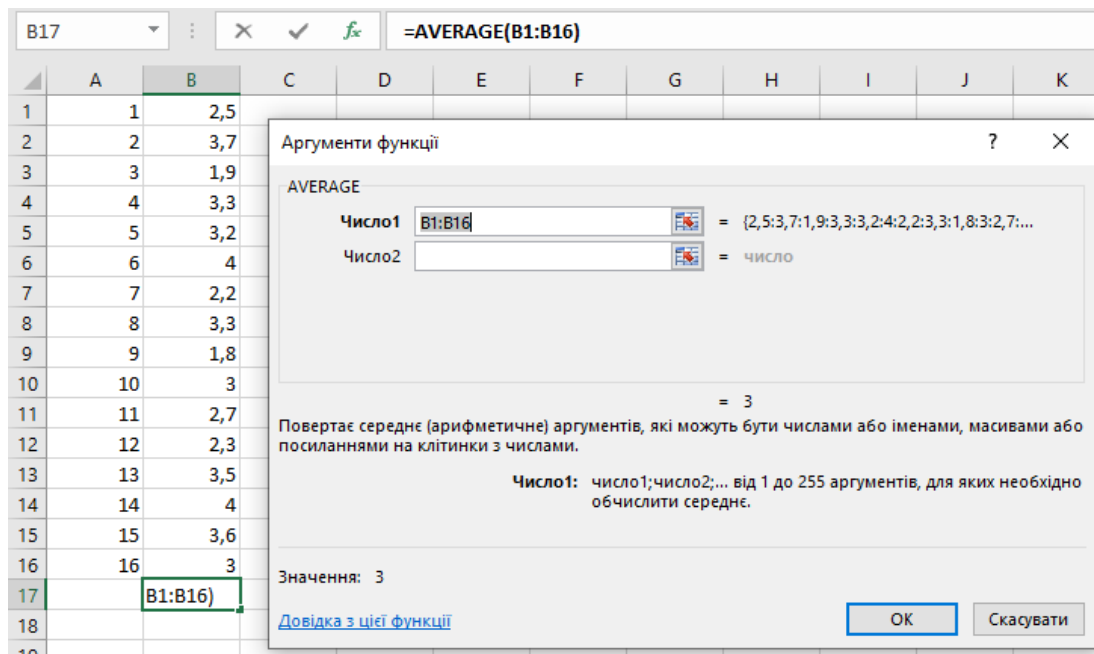 B17 fx =AVERAGE(B1:B16)
A B C D E F G H I J K
1 1 2,5
2 2 3,7
3 3 1,9
4 4 3,3
5 5 3,2
6 6 4
7 7 2,2
8 8 3,3
9 9 1,8
10 10 3
11 11 2,7
12 12 2,3
13 13 3,5
14 14 4
15 15 3,6
16 16 3
17 B1:B16)
18
19
Аргументи функції ?
AVERAGE
Число1 B1:B16 = {2,5:3,7:1,9:3,3:3,2:4:2,2:3,3:1,8:3:2,7:...
Число2 = число
= 3
Повертає середнє (арифметичне) аргументів, які можуть бути числами або іменами, масивами або
посиланнями на клітинки з числами.
Число1: число1;число2;... від 1 до 255 аргументів, для яких необхідно
обчислити середнє.
Значення: 3
Довідка з цієї функції
ОК Скасувати